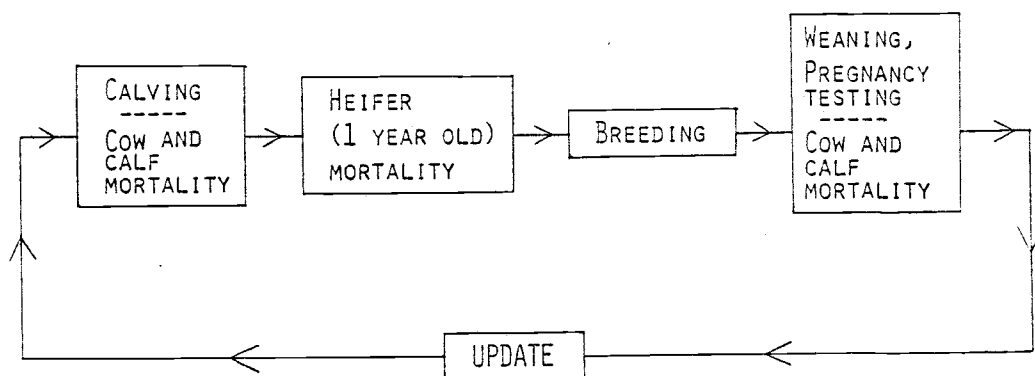 CALVING
-----
COW AND
CALF
MORTALITY
HEIFER
(1 YEAR OLD)
MORTALITY
BREEDING
WEANING,
PREGNANCY
TESTING
-----
COW AND
CALF
MORTALITY
UPDATE